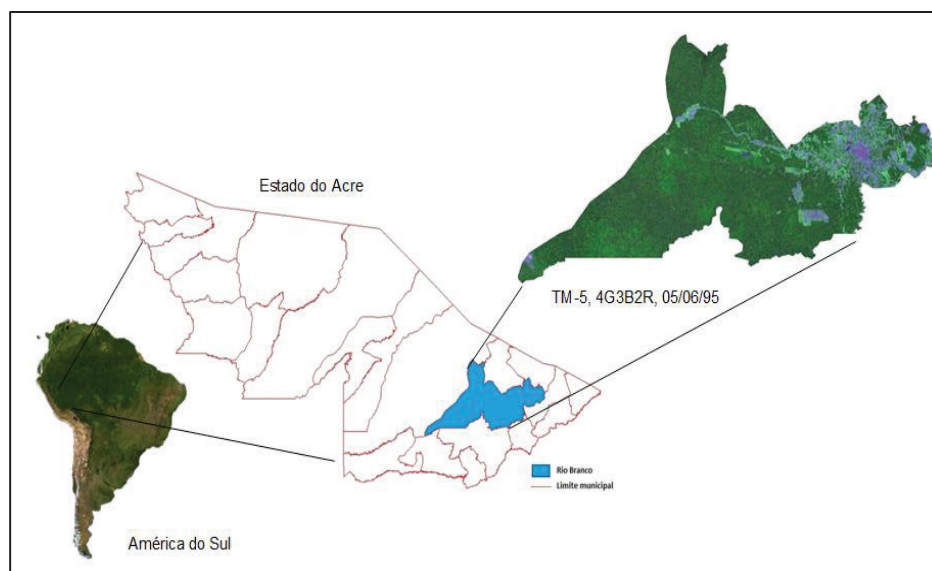 Estado do Acre
TM-5, 4G3B2R, 05/06/95
Rio Branco
Limite municipal
América do Sul